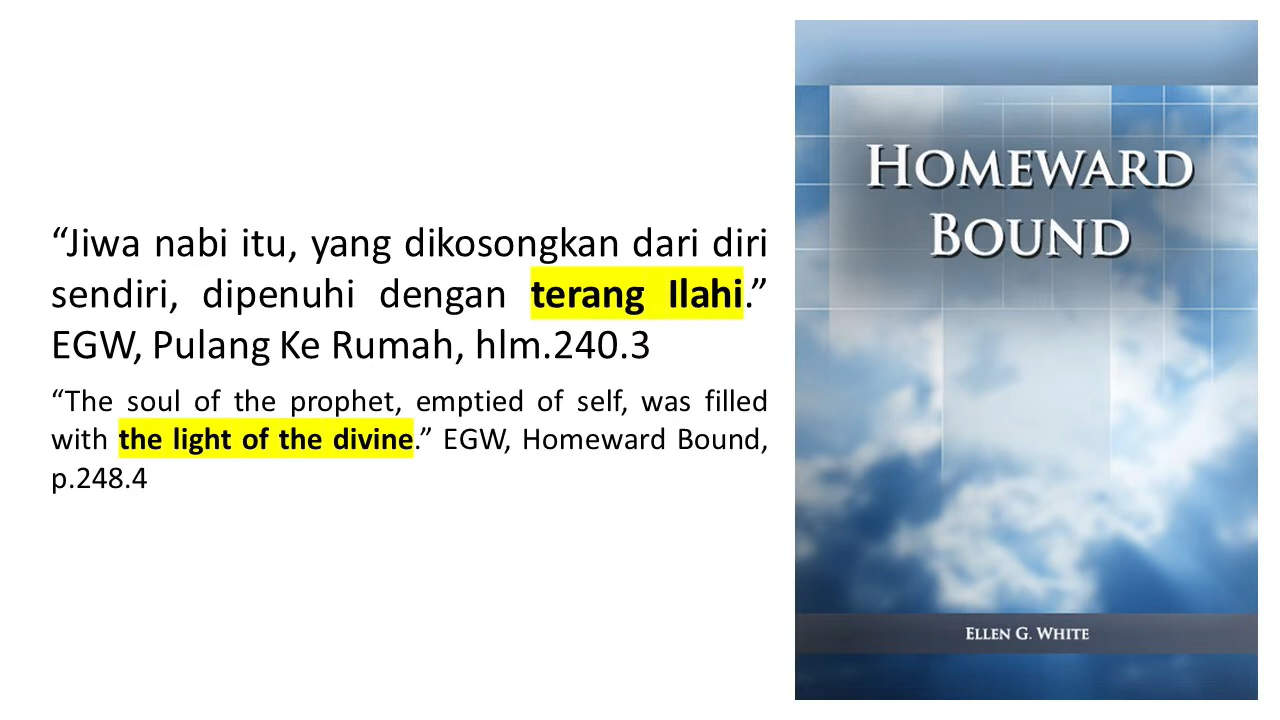 “Jiwa nabi itu, yang dikosongkan dari diri
sendiri, dipenuhi dengan terang Ilahi.”
EGW, Pulang Ke Rumah, hlm.240.3
“The soul of the prophet, emptied of self, was filled
with the light of the divine.” EGW, Homeward Bound,
p.248.4
HOMEWARD
BOUND
ELLEN G. WHITE